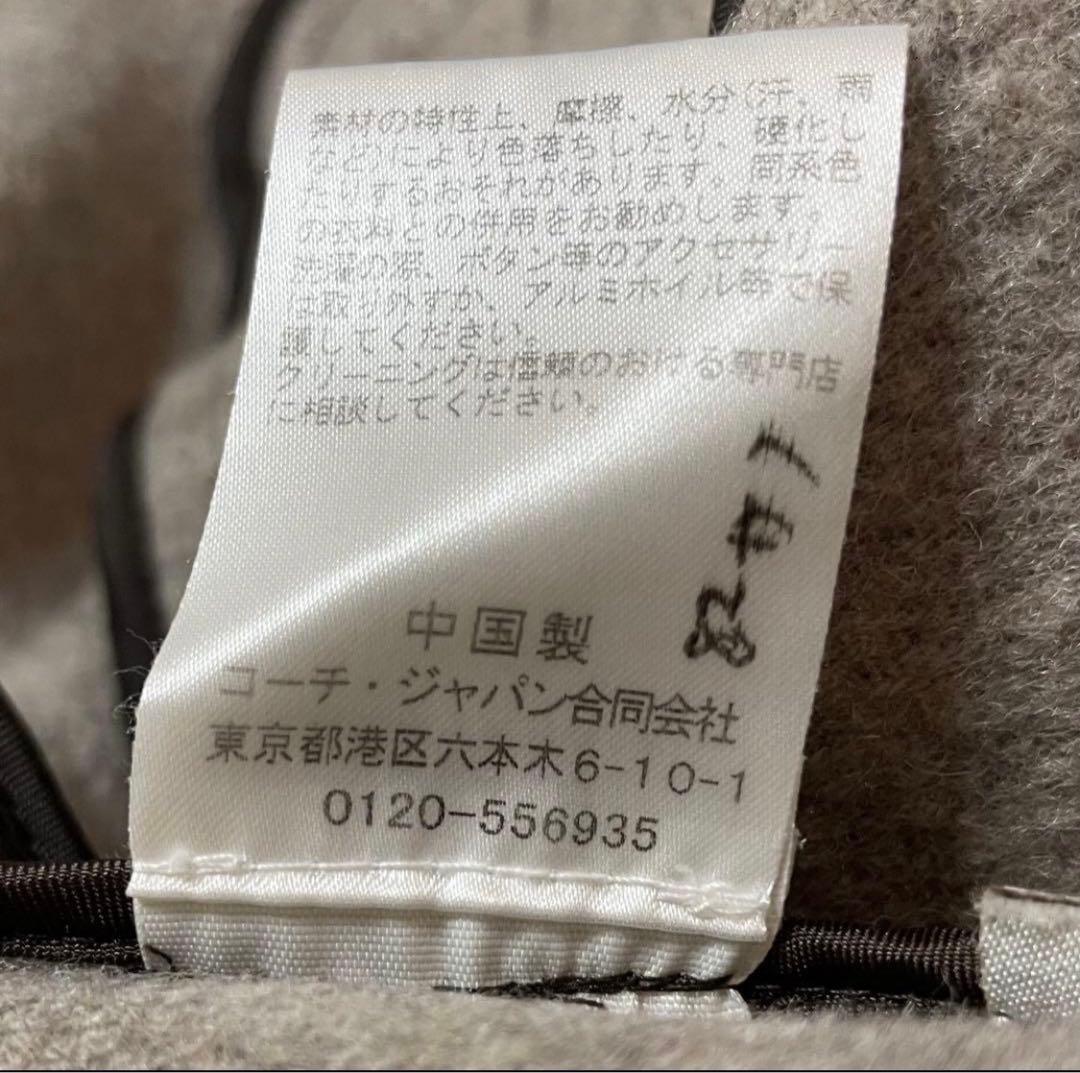 素材の特性上、摩擦、水分(汗、雨
など)により色落ちしたり、硬化し
たりするおそれがあります。同系色
の衣料との併用をお勧めします。
洗濯の際、ボタン等のアクセサリー
は取り外すか、アルミホイル等で保
護してください。
クリーニングは信頼のおける専門店
に相談してください。
中国製
コーチ・ジャパン合同会社
東京都港区六本木6-10-1
0120-556935